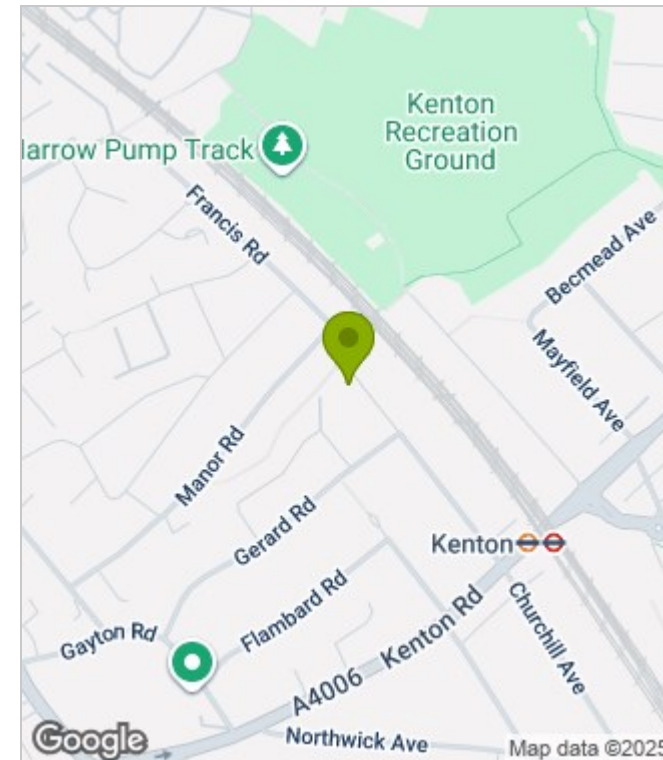 Kenton
Recreation
Ground
larrow Pump Track
Francis Rd
Becmead Ave
Mayfield Ave
Manor Rd
Gerard Rd
Kenton
Flambard Rd
Gayton Rd
Churchill Ave
A4006 Kenton Rd
Northwick Ave
Google
Map data ©2025